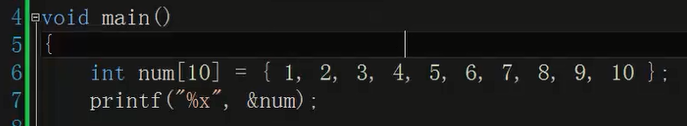 4 void main()
5 {
6 int num[10] = { 1, 2, 3, 4, 5, 6, 7, 8, 9, 10 };
7 printf("%x", &num);